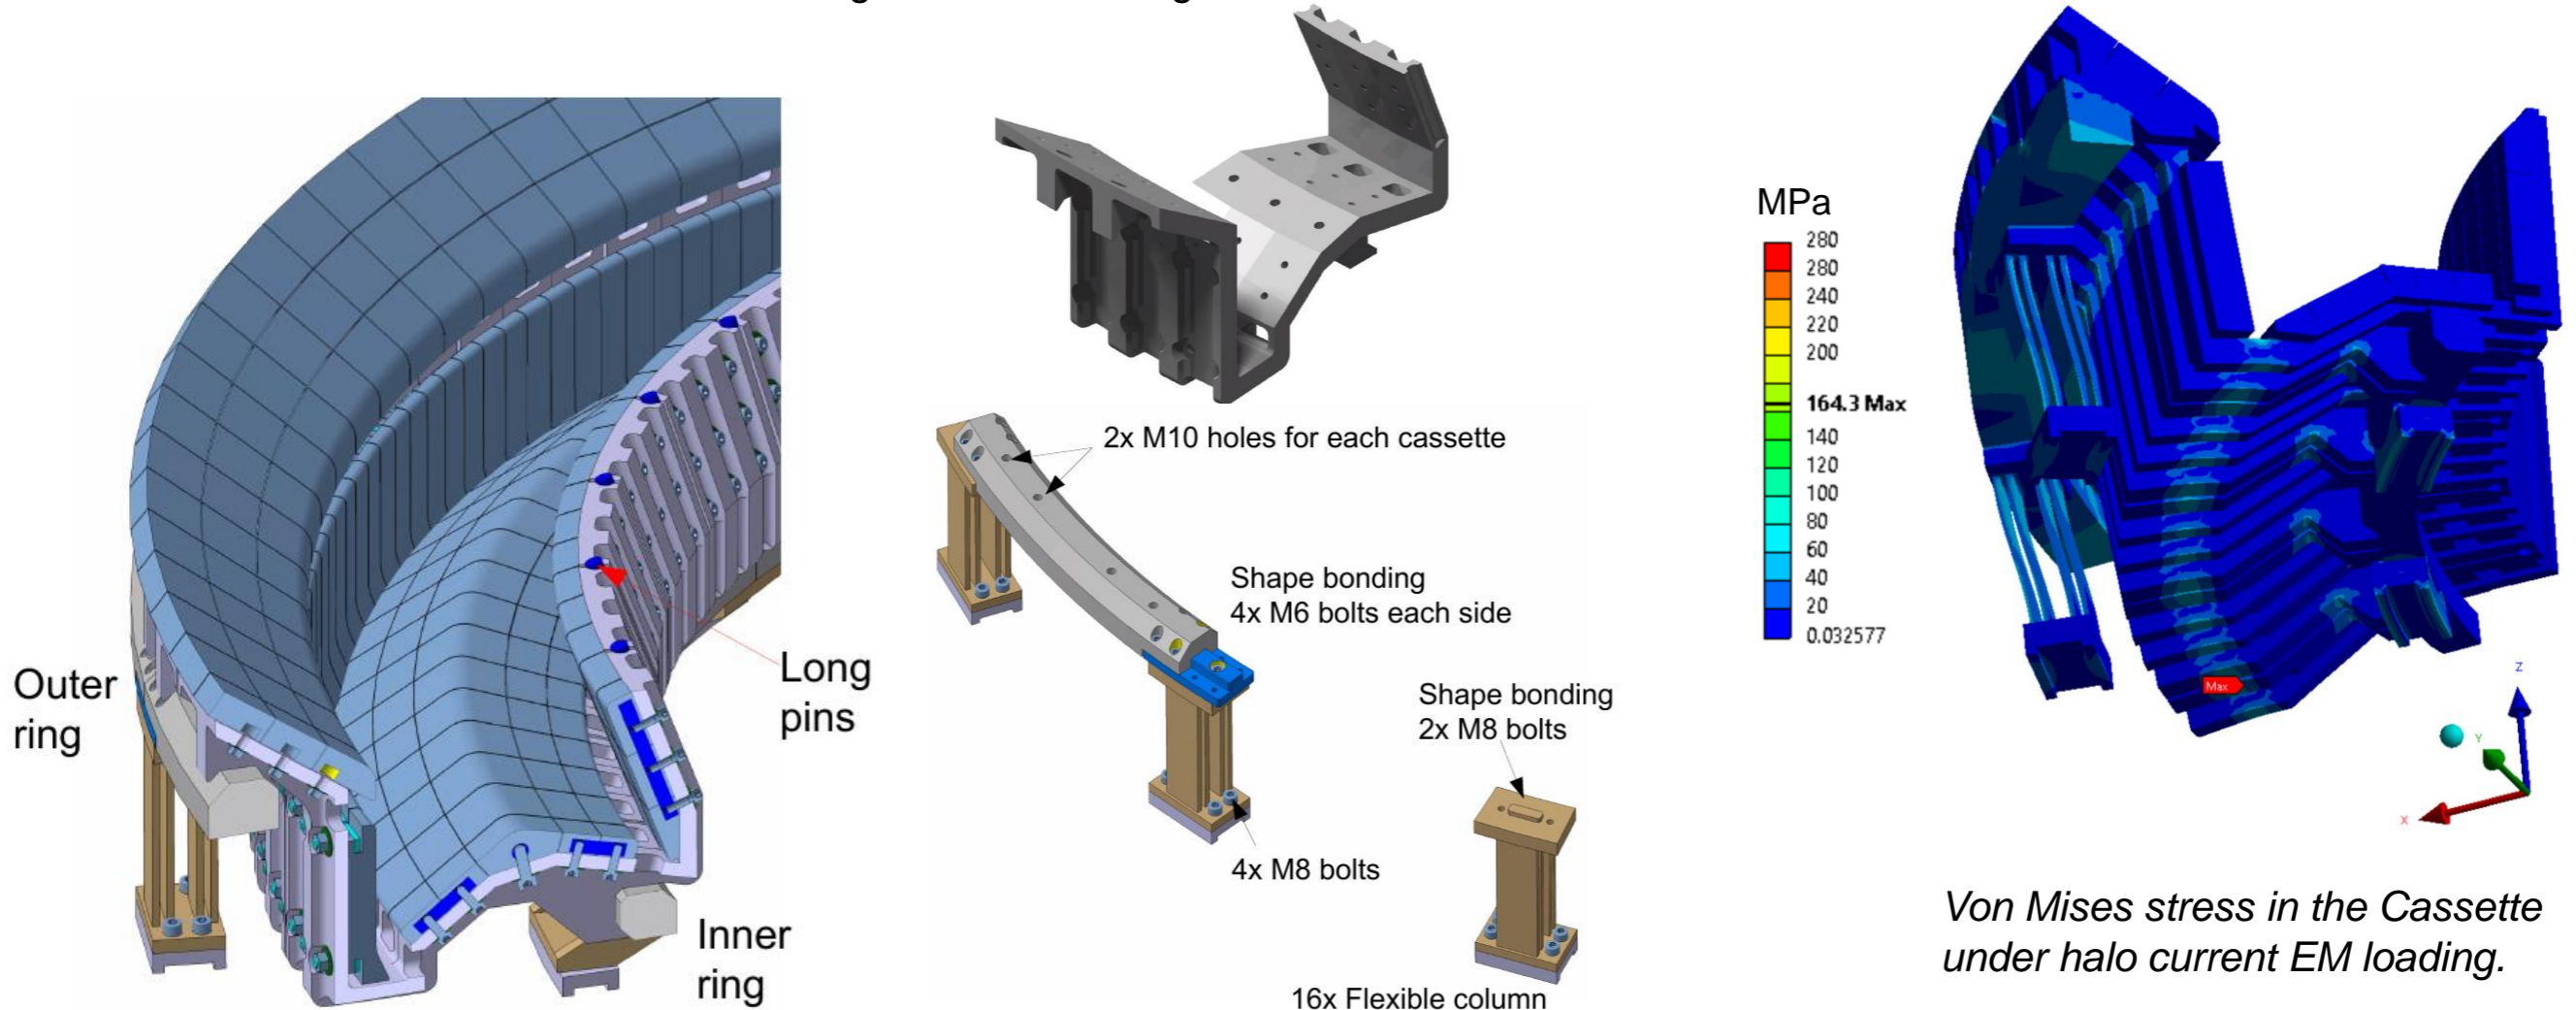 Outer
ring
Long
pins
Inner
ring
2x M10 holes for each cassette
Shape bonding
4x M6 bolts each side
Shape bonding
2x M8 bolts
4x M8 bolts
16x Flexible column
MPa
280
280
240
220
200
164.3 Max
140
120
100
80
60
40
20
0.032577
Max
Z
Y
X
Von Mises stress in the Cassette
under halo current EM loading.